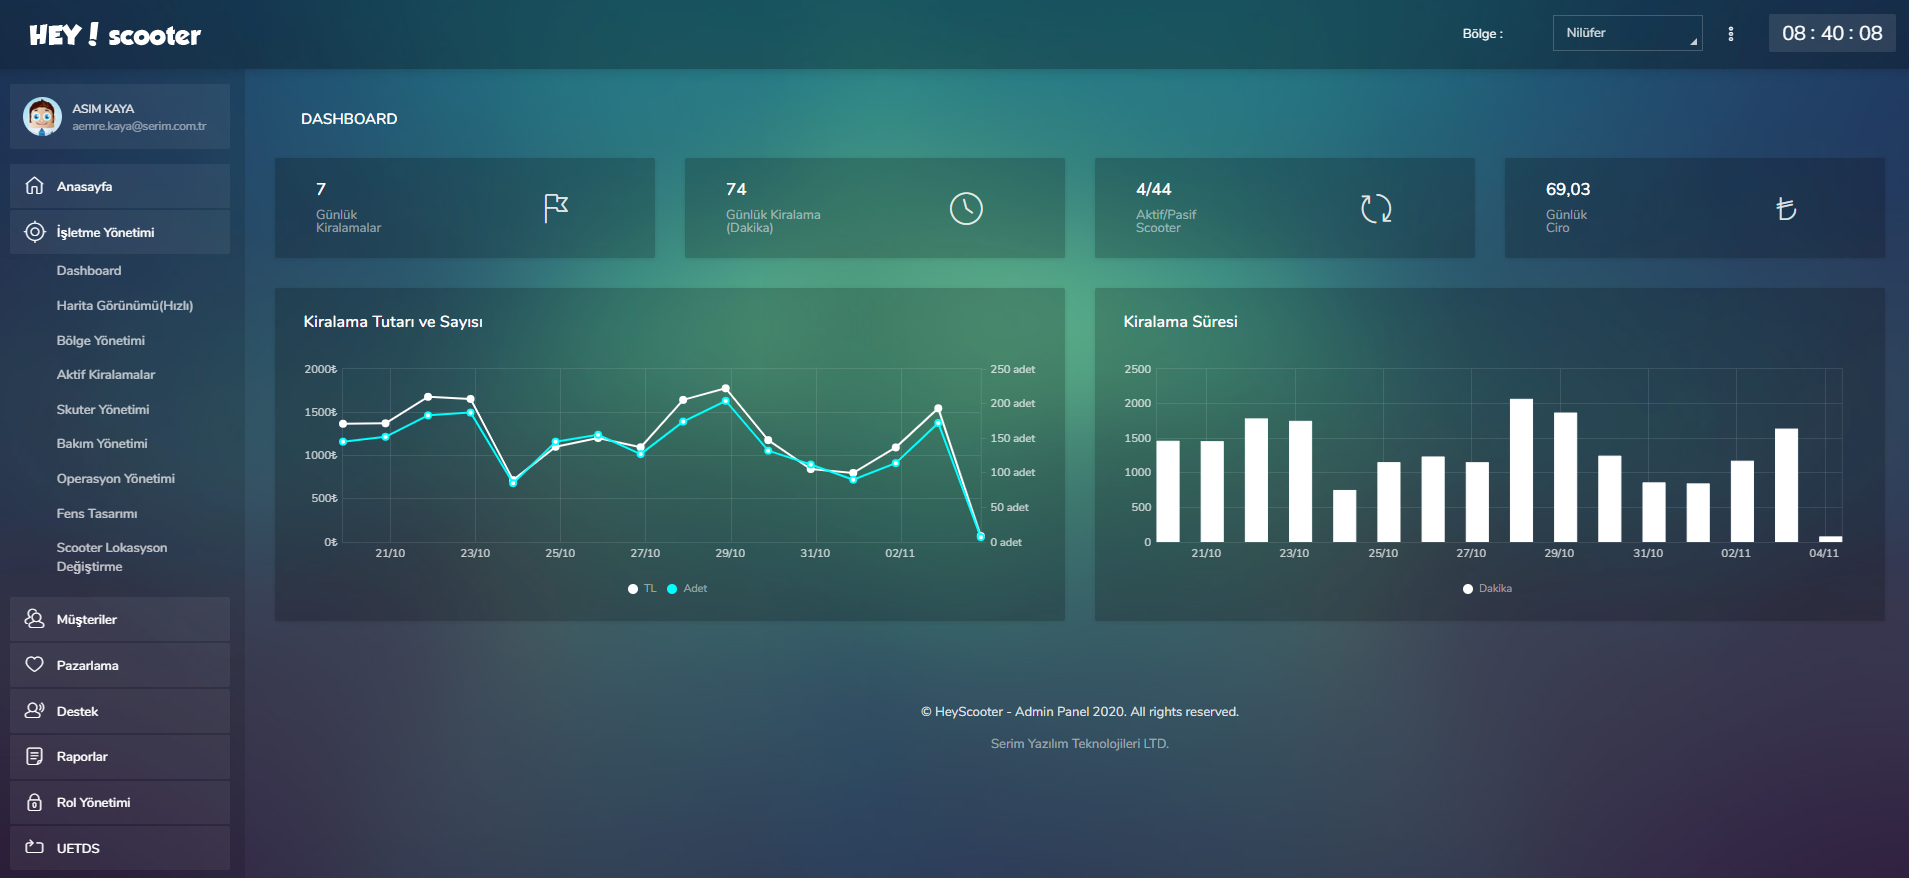 HEY! scooter
Bölge :
Nilüfer
08 : 40 : 08
ASIM KAYA
aemre.kaya@serim.com.tr
Anasayfa
İşletme Yönetimi
Dashboard
Harita Görünümü(Hızlı)
Bölge Yönetimi
Aktif Kiralamalar
Skuter Yönetimi
Bakım Yönetimi
Operasyon Yönetimi
Fens Tasarımı
Scooter Lokasyson
Değiştirme
Müşteriler
Pazarlama
Destek
Raporlar
Rol Yönetimi
UETDS
DASHBOARD
7
Günlük
Kiralamalar
74
Günlük Kiralama
(Dakika)
4/44
Aktif/Pasif
Scooter
69,03
Günlük
Ciro
Kiralama Tutarı ve Sayısı
2000₺
1500₺
1000₺
500₺
0₺
250 adet
200 adet
150 adet
100 adet
50 adet
0 adet
21/10 23/10 25/10 27/10 29/10 31/10 02/11
TL Adet
Kiralama Süresi
2500
2000
1500
1000
500
0
21/10 23/10 25/10 27/10 29/10 31/10 02/11 04/11
Dakika
© HeyScooter - Admin Panel 2020. All rights reserved.
Serim Yazılım Teknolojileri LTD.